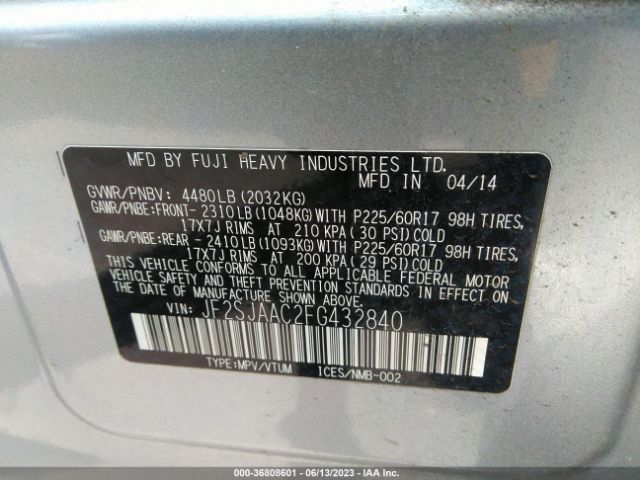 MFD BY FUJI HEAVY INDUSTRIES LTD.
MFD IN 04/14
GVWR/PNBV: 4480LB(2032KG)
GAWR/PNBE:FRONT- 2310LB(1048KG)WITH P225/60R17 98H TIRES,
17X7J RIMS AT 210 KPA( 30 PSI)COLD
GAWR/PNBE:REAR - 2410LB(1093KG)WITH P225/60R17 98H TIRES,
17X7J RIMS AT 200 KPA(29 PSI)COLD
THIS VEHICLE CONFORMS TO ALL APPLICABLE FEDERAL MOTOR
VEHICLE SAFETY AND THEFT PREVENTION STANDARDS IN EFFECT
ON THE DATE OF MANUFACTURE SHOWN ABOVE.
VIN: JF2SJAAC2FG432840
TYPE:MPV/VTUM ICES/NMB-002
000-36808601 - 06/13/2023 - IAA Inc.